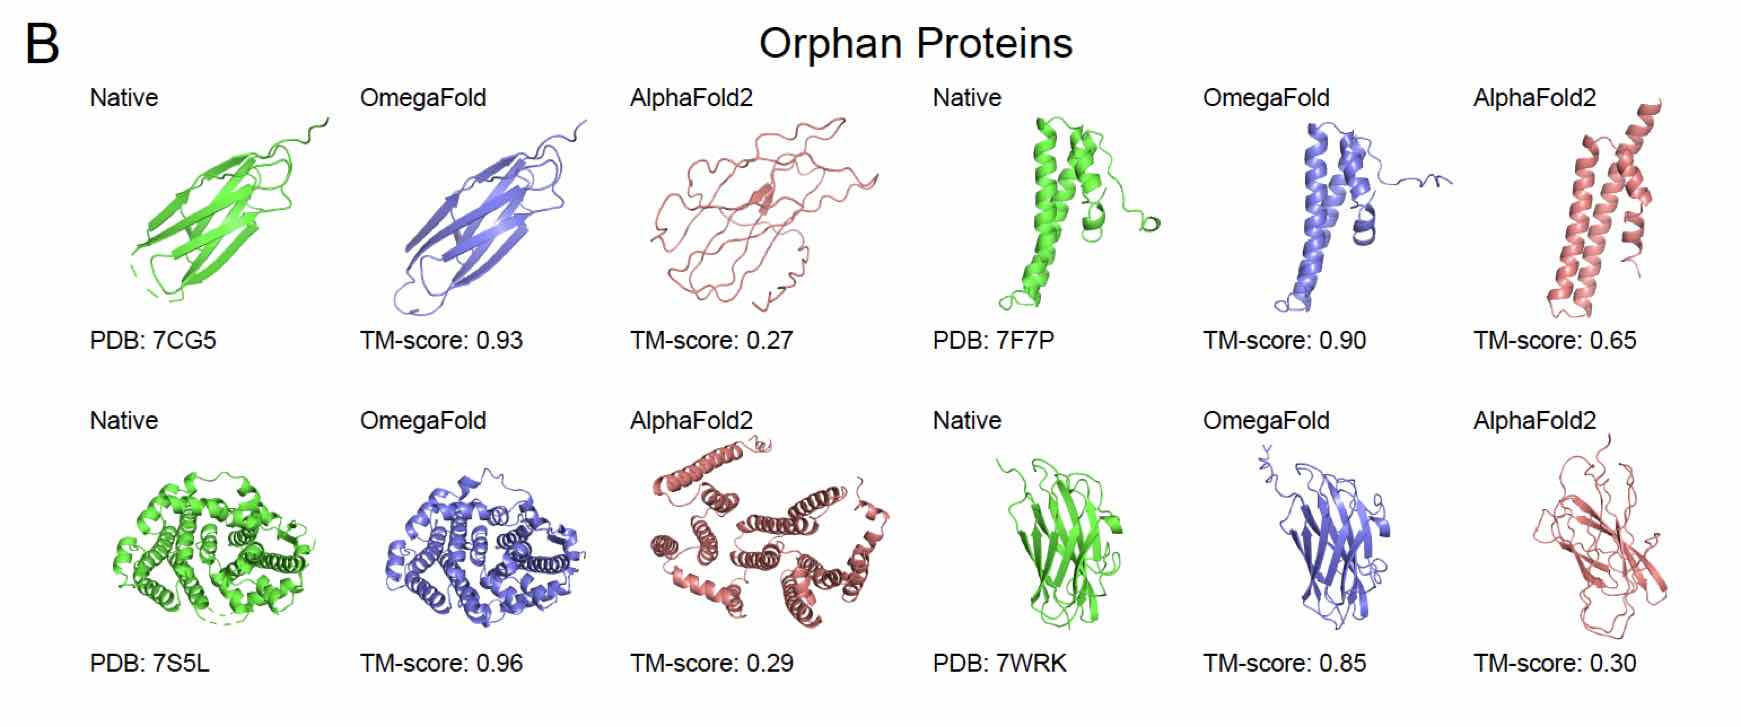 B
Orphan Proteins
Native OmegaFold AlphaFold2 Native OmegaFold AlphaFold2
PDB: 7CG5 TM-score: 0.93 TM-score: 0.27 PDB: 7F7P TM-score: 0.90 TM-score: 0.65
Native OmegaFold AlphaFold2 Native OmegaFold AlphaFold2
PDB: 7S5L TM-score: 0.96 TM-score: 0.29 PDB: 7WRK TM-score: 0.85 TM-score: 0.30